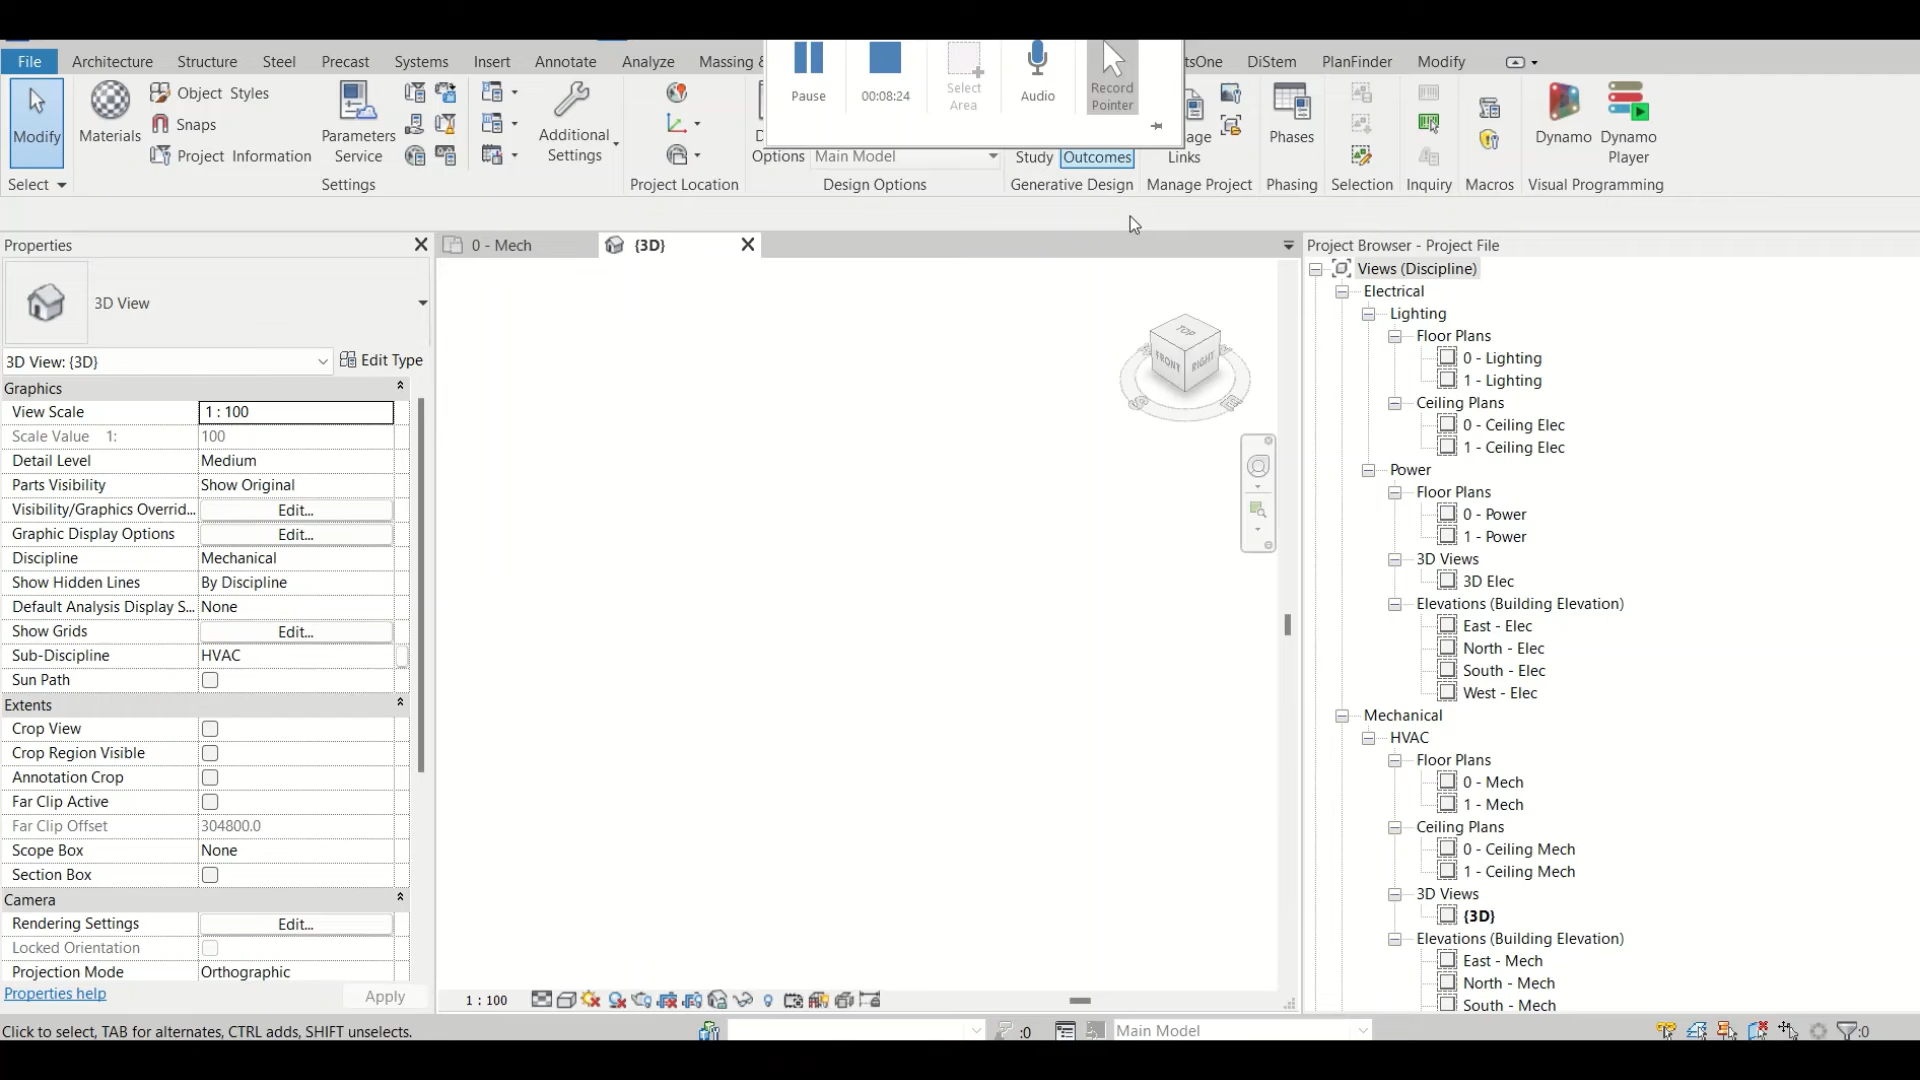 File Architecture Structure Steel Precast Systems Insert Annotate Analyze Massing & tsOne DiStem PlanFinder Modify
Pause 00:08:24 Select Area Audio Record Pointer
Modify
Materials
Object Styles
Snaps
Project Information
Parameters Service
Additional Settings
Options Main Model
Study Outcomes
age Links
Phases
Dynamo
Dynamo Player
Select Settings Project Location Design Options Generative Design Manage Project Phasing Selection Inquiry Macros Visual Programming
Properties
3D View
3D View: {3D} Edit Type
Graphics
View Scale 1 : 100
Scale Value 1: 100
Detail Level Medium
Parts Visibility Show Original
Visibility/Graphics Overrid... Edit...
Graphic Display Options Edit...
Discipline Mechanical
Show Hidden Lines By Discipline
Default Analysis Display S... None
Show Grids Edit...
Sub-Discipline HVAC
Sun Path
Extents
Crop View
Crop Region Visible
Annotation Crop
Far Clip Active
Far Clip Offset 304800.0
Scope Box None
Section Box
Camera
Rendering Settings Edit...
Locked Orientation
Projection Mode Orthographic
Properties help Apply
0 - Mech {3D}
TOP
FRONT RIGHT
1 : 100
Project Browser - Project File
Views (Discipline)
Electrical
Lighting
Floor Plans
0 - Lighting
1 - Lighting
Ceiling Plans
0 - Ceiling Elec
1 - Ceiling Elec
Power
Floor Plans
0 - Power
1 - Power
3D Views
3D Elec
Elevations (Building Elevation)
East - Elec
North - Elec
South - Elec
West - Elec
Mechanical
HVAC
Floor Plans
0 - Mech
1 - Mech
Ceiling Plans
0 - Ceiling Mech
1 - Ceiling Mech
3D Views
{3D}
Elevations (Building Elevation)
East - Mech
North - Mech
South - Mech
Click to select, TAB for alternates, CTRL adds, SHIFT unselects. :0 Main Model :0